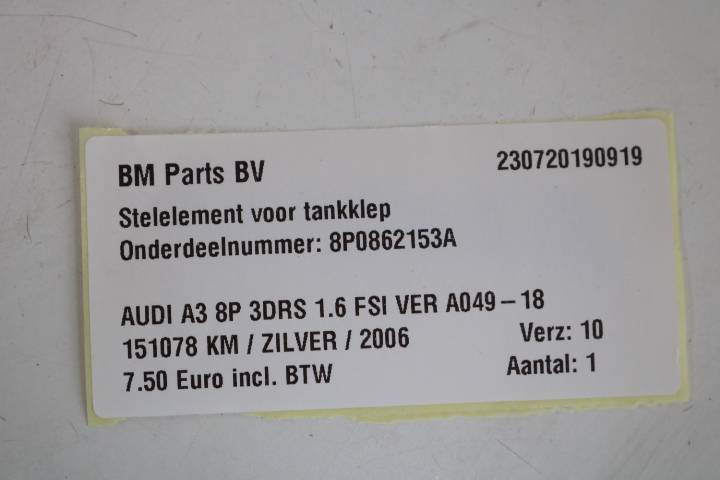 BM Parts BV 230720190919
Stelelement voor tankklep
Onderdeelnummer: 8P0862153A
AUDI A3 8P 3DRS 1.6 FSI VER A049-18
151078 KM / ZILVER / 2006 Verz: 10
7.50 Euro incl. BTW Aantal: 1